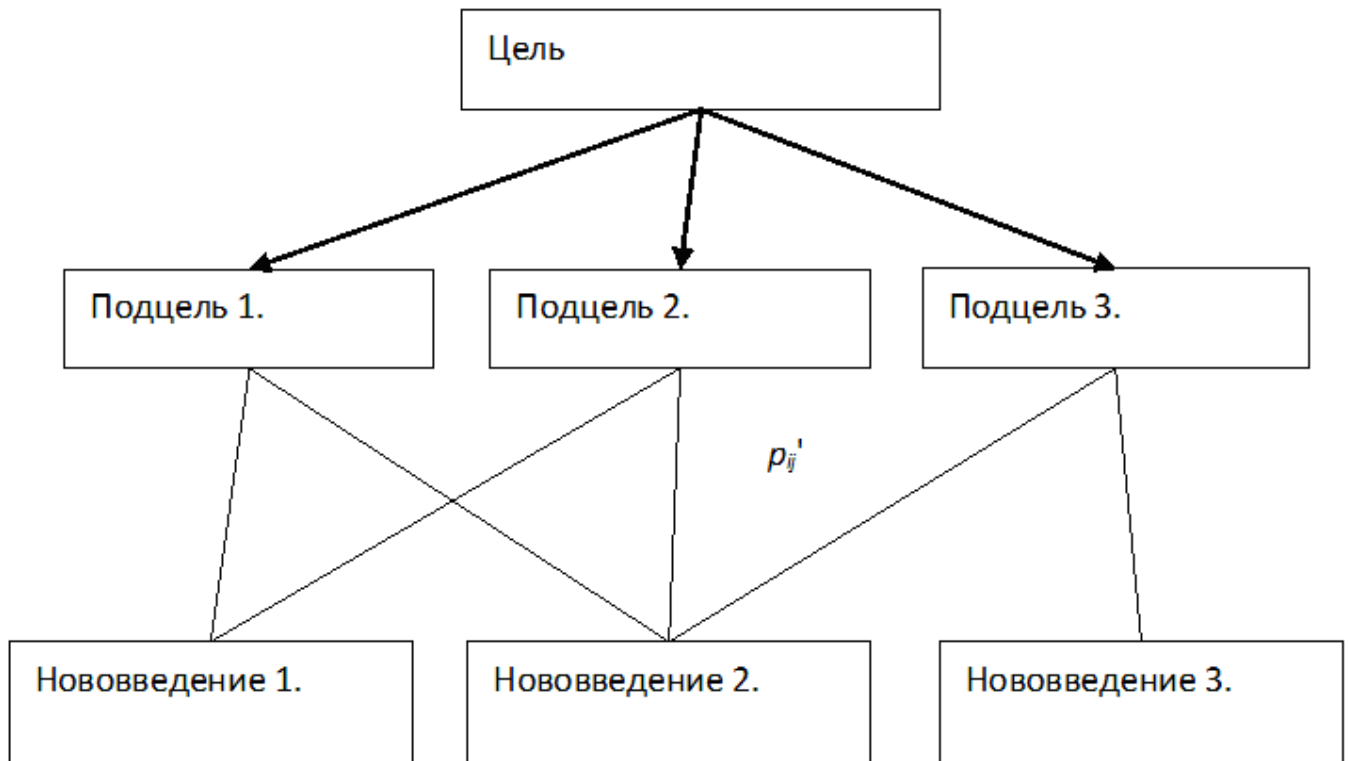 Цель
Подцель 1.
Подцель 2.
Подцель 3.
pij'
Нововведение 1.
Нововведение 2.
Нововведение 3.